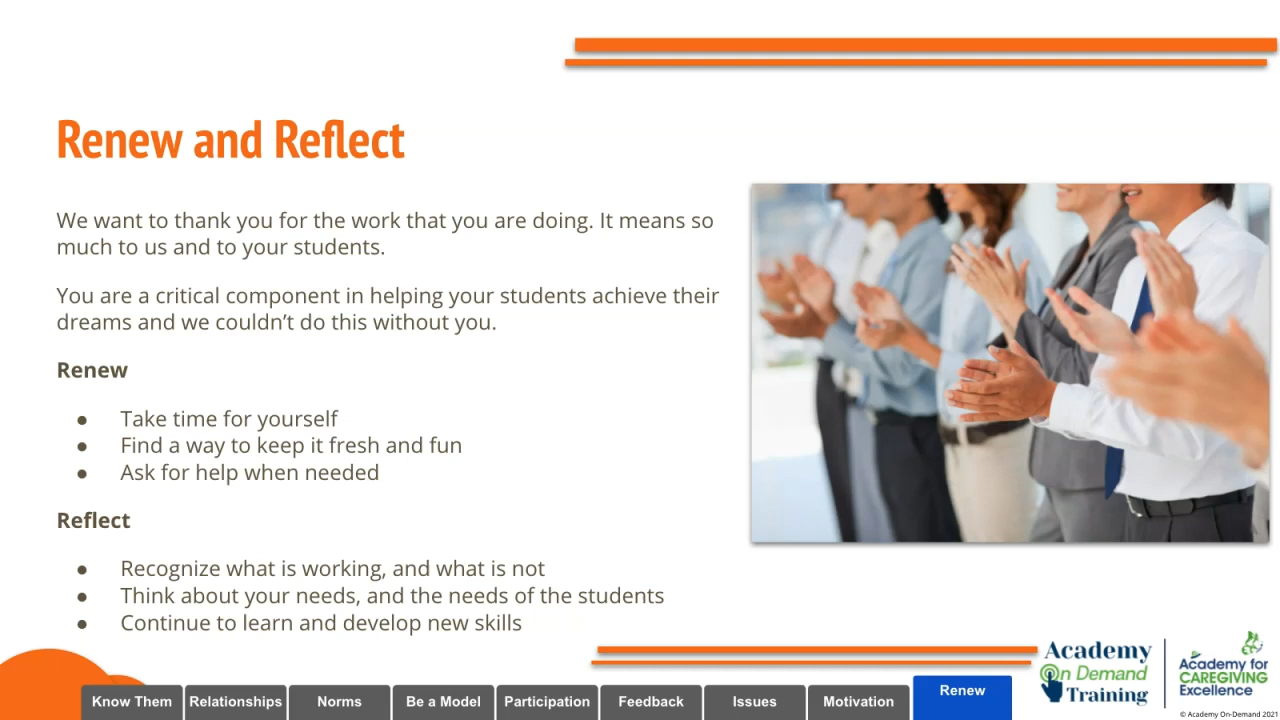 Renew and Reflect
We want to thank you for the work that you are doing. It means so
much to us and to your students.
You are a critical component in helping your students achieve their
dreams and we couldn’t do this without you.
Renew
● Take time for yourself
● Find a way to keep it fresh and fun
● Ask for help when needed
Reflect
● Recognize what is working, and what is not
● Think about your needs, and the needs of the students
● Continue to learn and develop new skills
Know Them Relationships Norms Be a Model Participation Feedback Issues Motivation Renew
Academy
On Demand
Training
Academy for
CAREGIVING
Excellence
© Academy On-Demand 2021